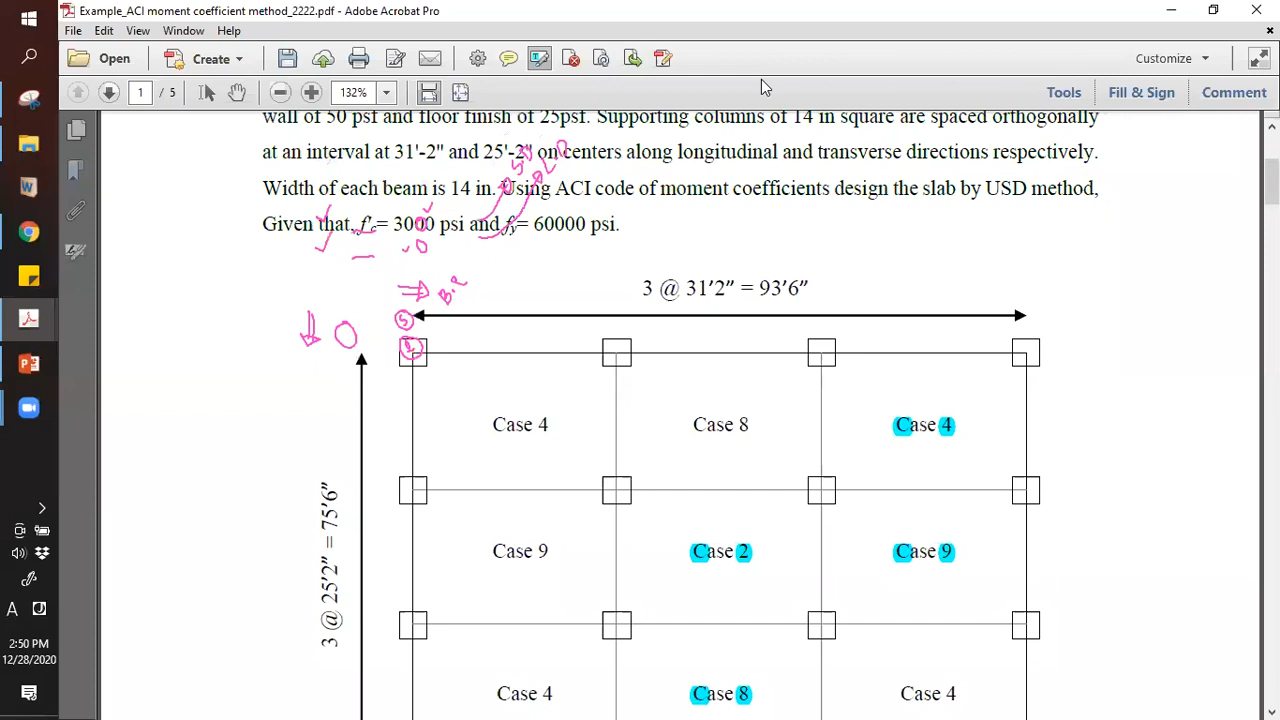 Example_ACI moment coefficient method_2222.pdf - Adobe Acrobat Pro
File Edit View Window Help
Open Create Customize
1 / 5 132% Tools Fill & Sign Comment
wall of 50 psf and floor finish of 25psf. Supporting columns of 14 in square are spaced orthogonally
at an interval at 31'-2" and 25'-2" on centers along longitudinal and transverse directions respectively.
Width of each beam is 14 in. Using ACI code of moment coefficients design the slab by USD method,
Given that, f'c= 3000 psi and fy= 60000 psi.
3 @ 31′2″ = 93′6″
3 @ 25′2″ = 75′6″
Case 4 Case 8 Case 4
Case 9 Case 2 Case 9
Case 4 Case 8 Case 4
A
2:50 PM
12/28/2020